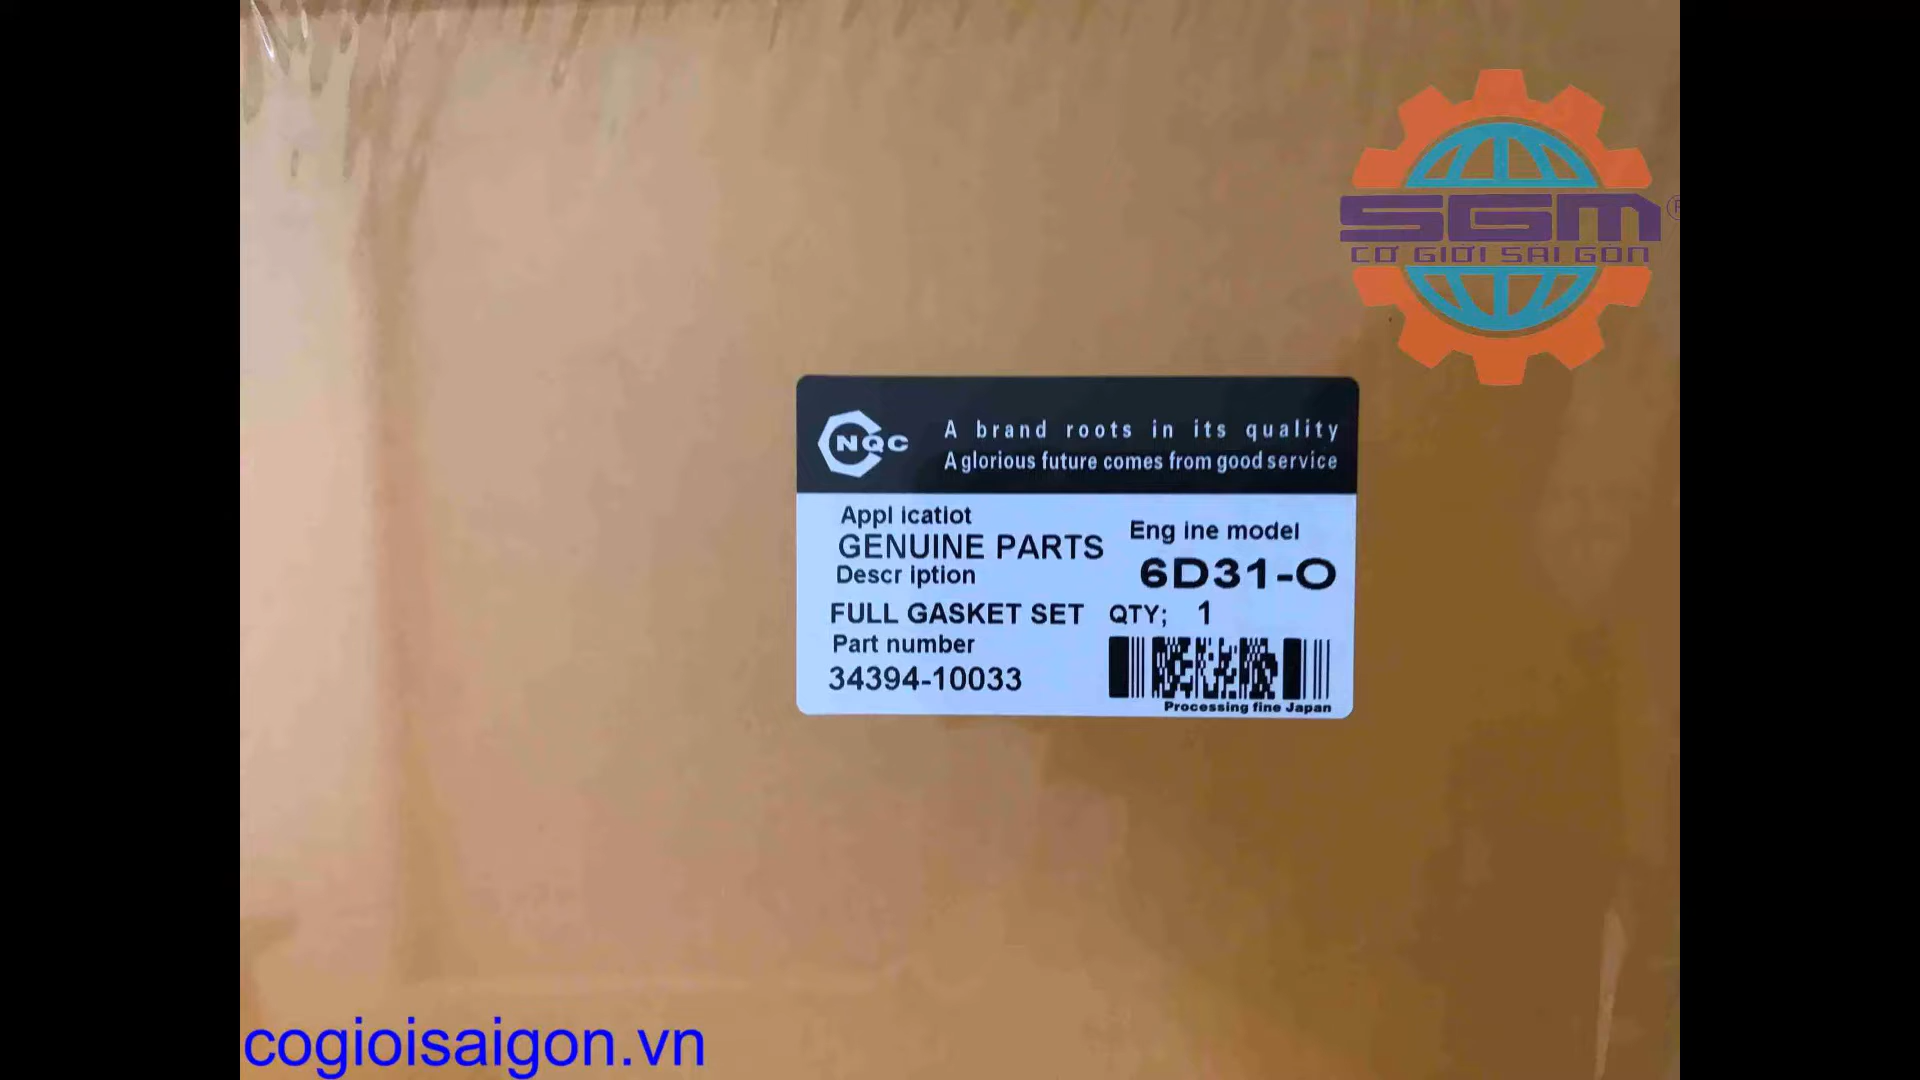 SGM
CƠ GIỚI SÀI GÒN
NQC
A brand roots in its quality
A glorious future comes from good service
Appl icatiot
GENUINE PARTS
Descr iption
Eng ine model
6D31-O
FULL GASKET SET QTY; 1
Part number
34394-10033
Processing fine Japan
cogioisaigon.vn